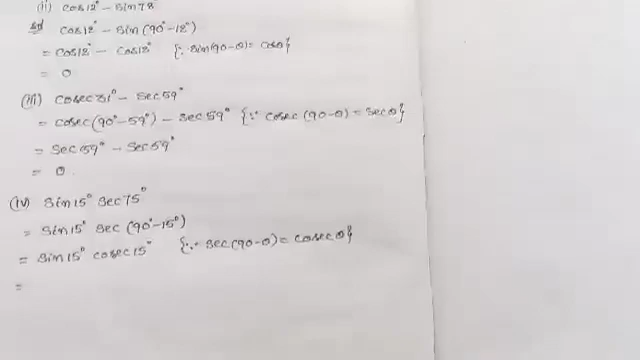 (ii) cos12° - sin78
sol cos12° - sin(90°-12°)
= cos12° - cos12° {∵ sin(90-θ)= cosθ}
= 0
(iii) cosec31° - sec59°
= cosec(90°-59°) - sec59° {∵ cosec(90-θ)=secθ}
= sec59° - sec59°
= 0.
(iv) sin15° sec75°
= sin15° sec(90°-15°)
= sin15° cosec15° {∵ sec(90-θ)= cosecθ}
=